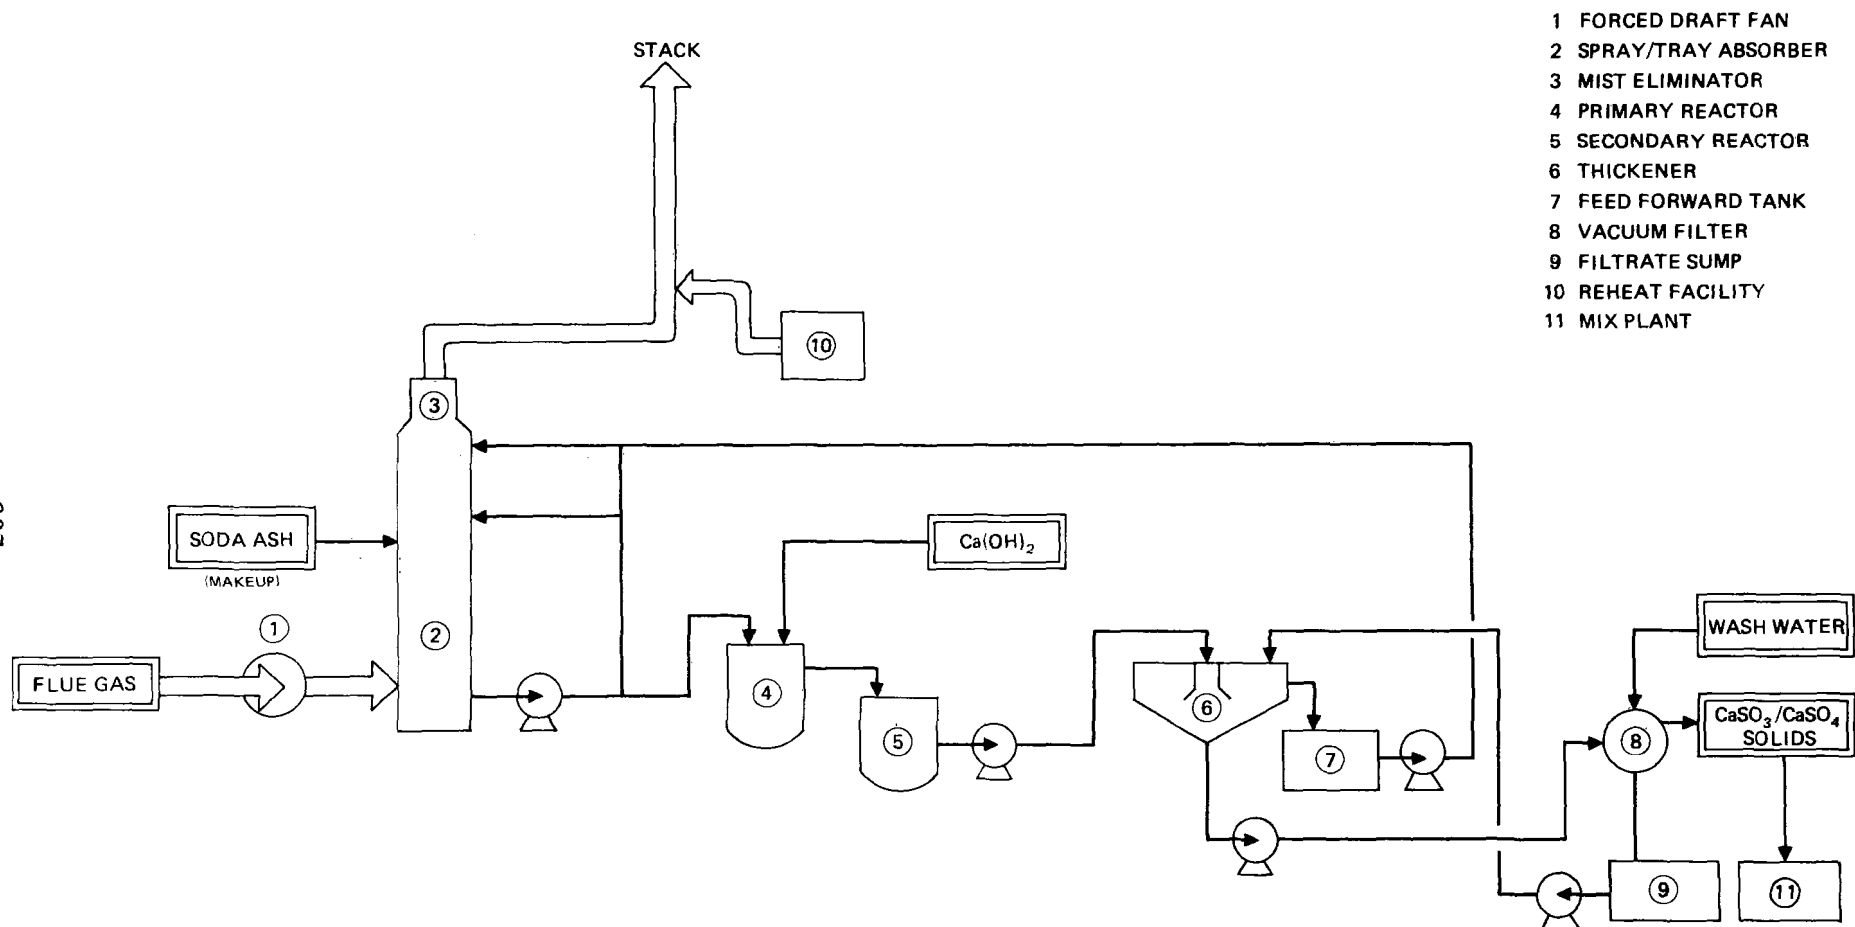 1 FORCED DRAFT FAN
2 SPRAY/TRAY ABSORBER
3 MIST ELIMINATOR
4 PRIMARY REACTOR
5 SECONDARY REACTOR
6 THICKENER
7 FEED FORWARD TANK
8 VACUUM FILTER
9 FILTRATE SUMP
10 REHEAT FACILITY
11 MIX PLANT
STACK
10
3
SODA ASH
(MAKEUP)
Ca(OH)₂
1
2
FLUE GAS
4
5
6
7
WASH WATER
8
CaSO₃/CaSO₄
SOLIDS
9
11